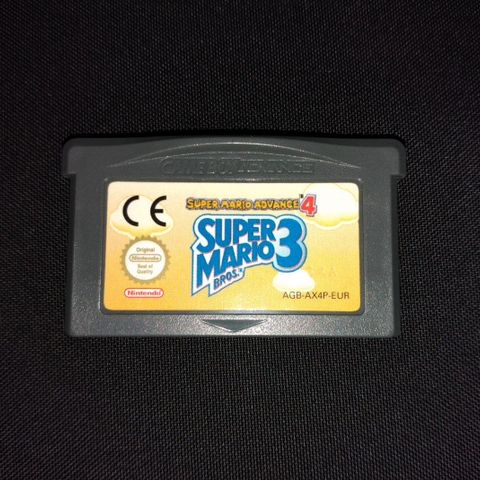 GAME BOY ADVANCE
CE
SUPER MARIO ADVANCE 4
SUPER
MARIO 3
BROS.™
Original
Nintendo
Seal of Quality
Nintendo
AGB-AX4P-EUR